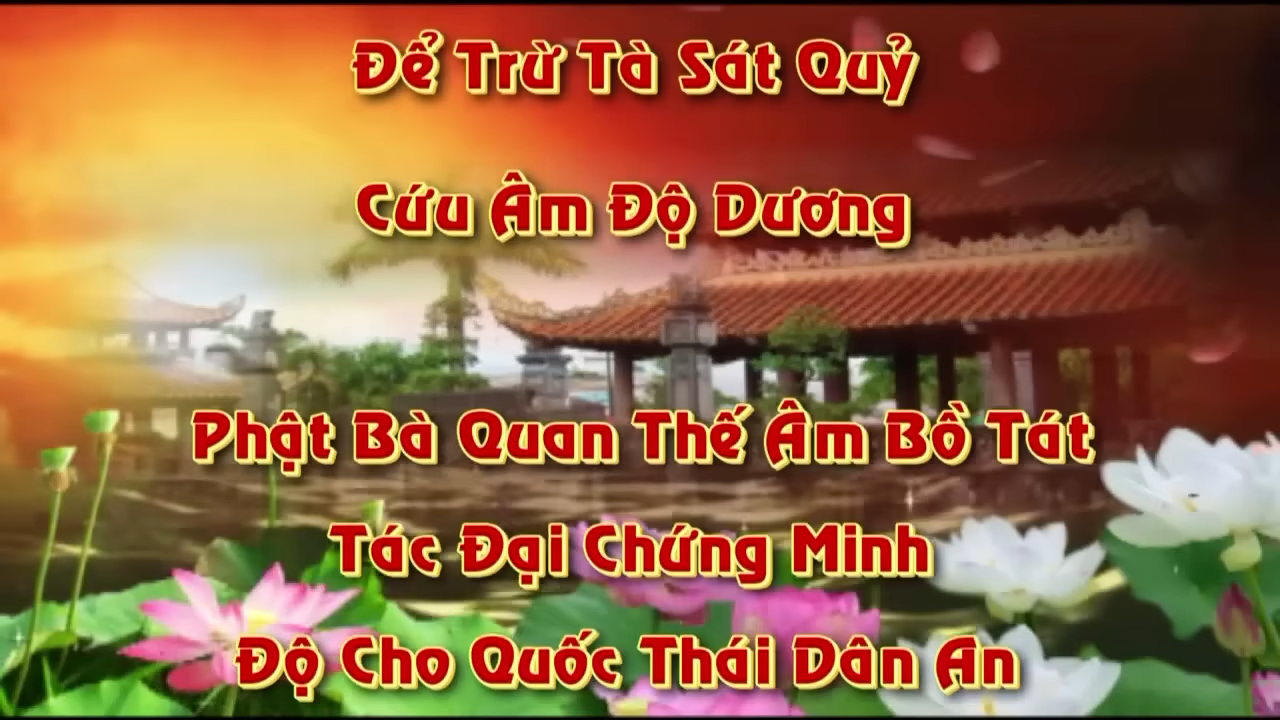 Để Trừ Tà Sát Quỷ
Cứu Âm Độ Dương
Phật Bà Quan Thế Âm Bồ Tát
Tác Đại Chứng Minh
Độ Cho Quốc Thái Dân An